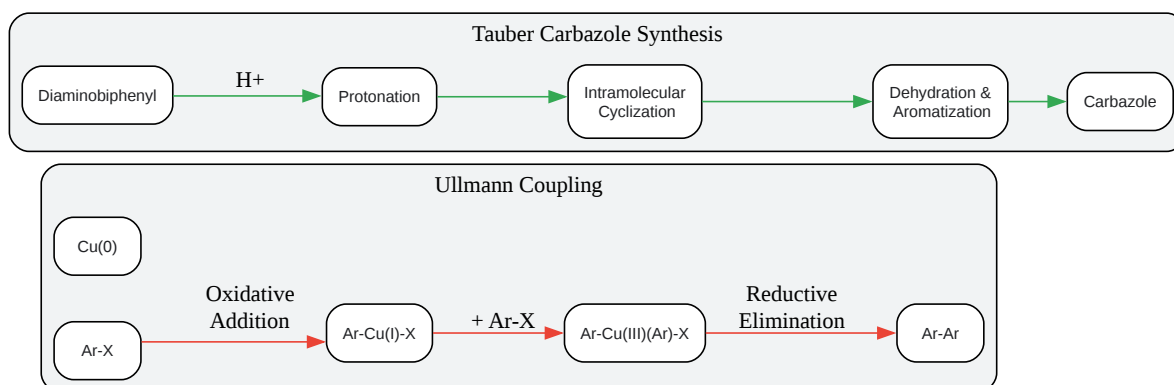 Tauber Carbazole Synthesis
Diaminobiphenyl
H+
Protonation
Intramolecular
Cyclization
Dehydration &
Aromatization
Carbazole
Ullmann Coupling
Cu(0)
Ar-X
Oxidative
Addition
Ar-Cu(I)-X
+ Ar-X
Ar-Cu(III)(Ar)-X
Reductive
Elimination
Ar-Ar